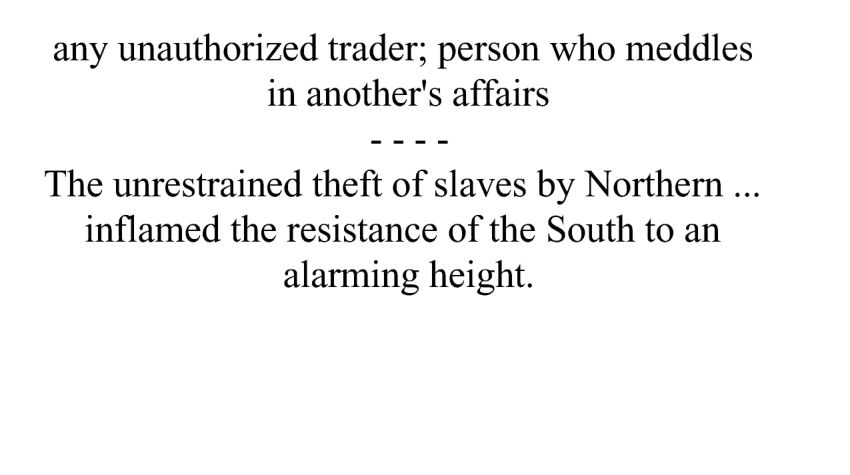 any unauthorized trader; person who meddles
in another's affairs
- - - -
The unrestrained theft of slaves by Northern ...
inflamed the resistance of the South to an
alarming height.